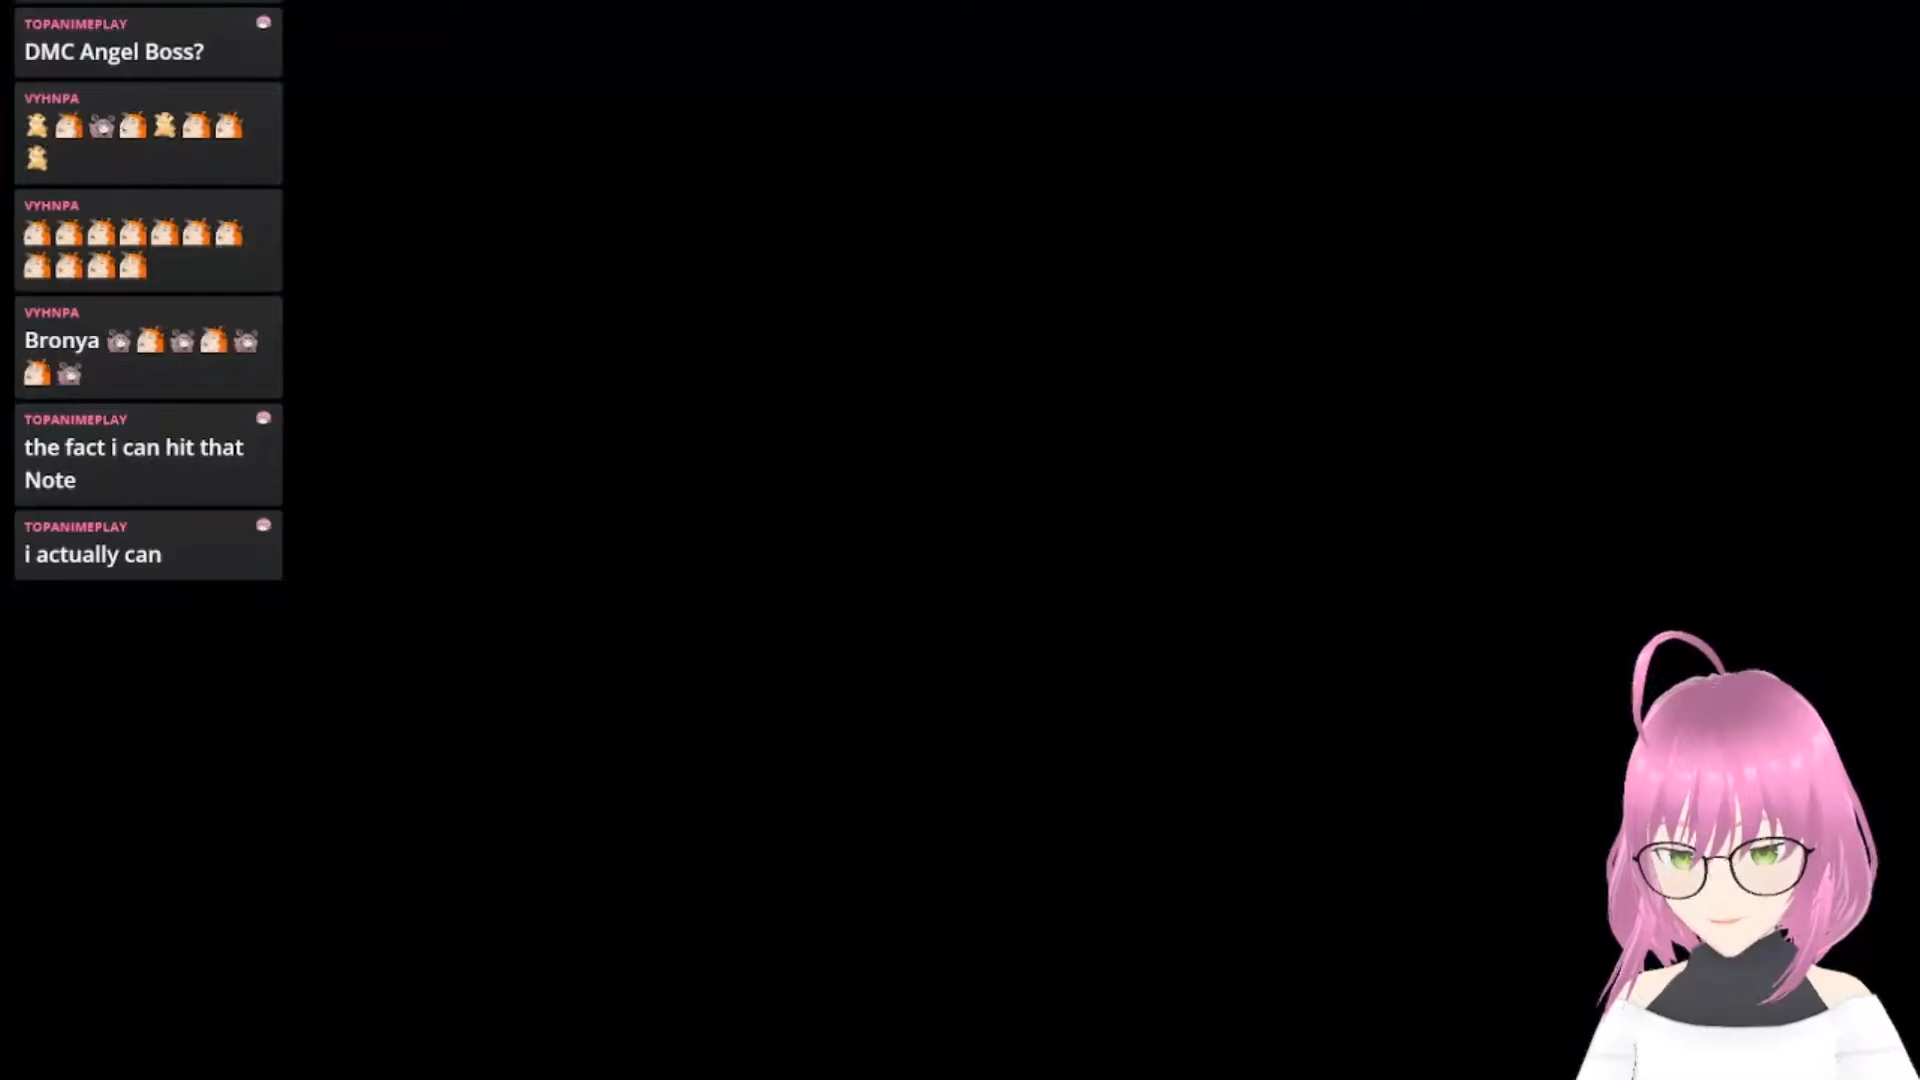 TOPANIMEPLAY
DMC Angel Boss?
VYHNPA
VYHNPA
VYHNPA
Bronya
TOPANIMEPLAY
the fact i can hit that
Note
TOPANIMEPLAY
i actually can